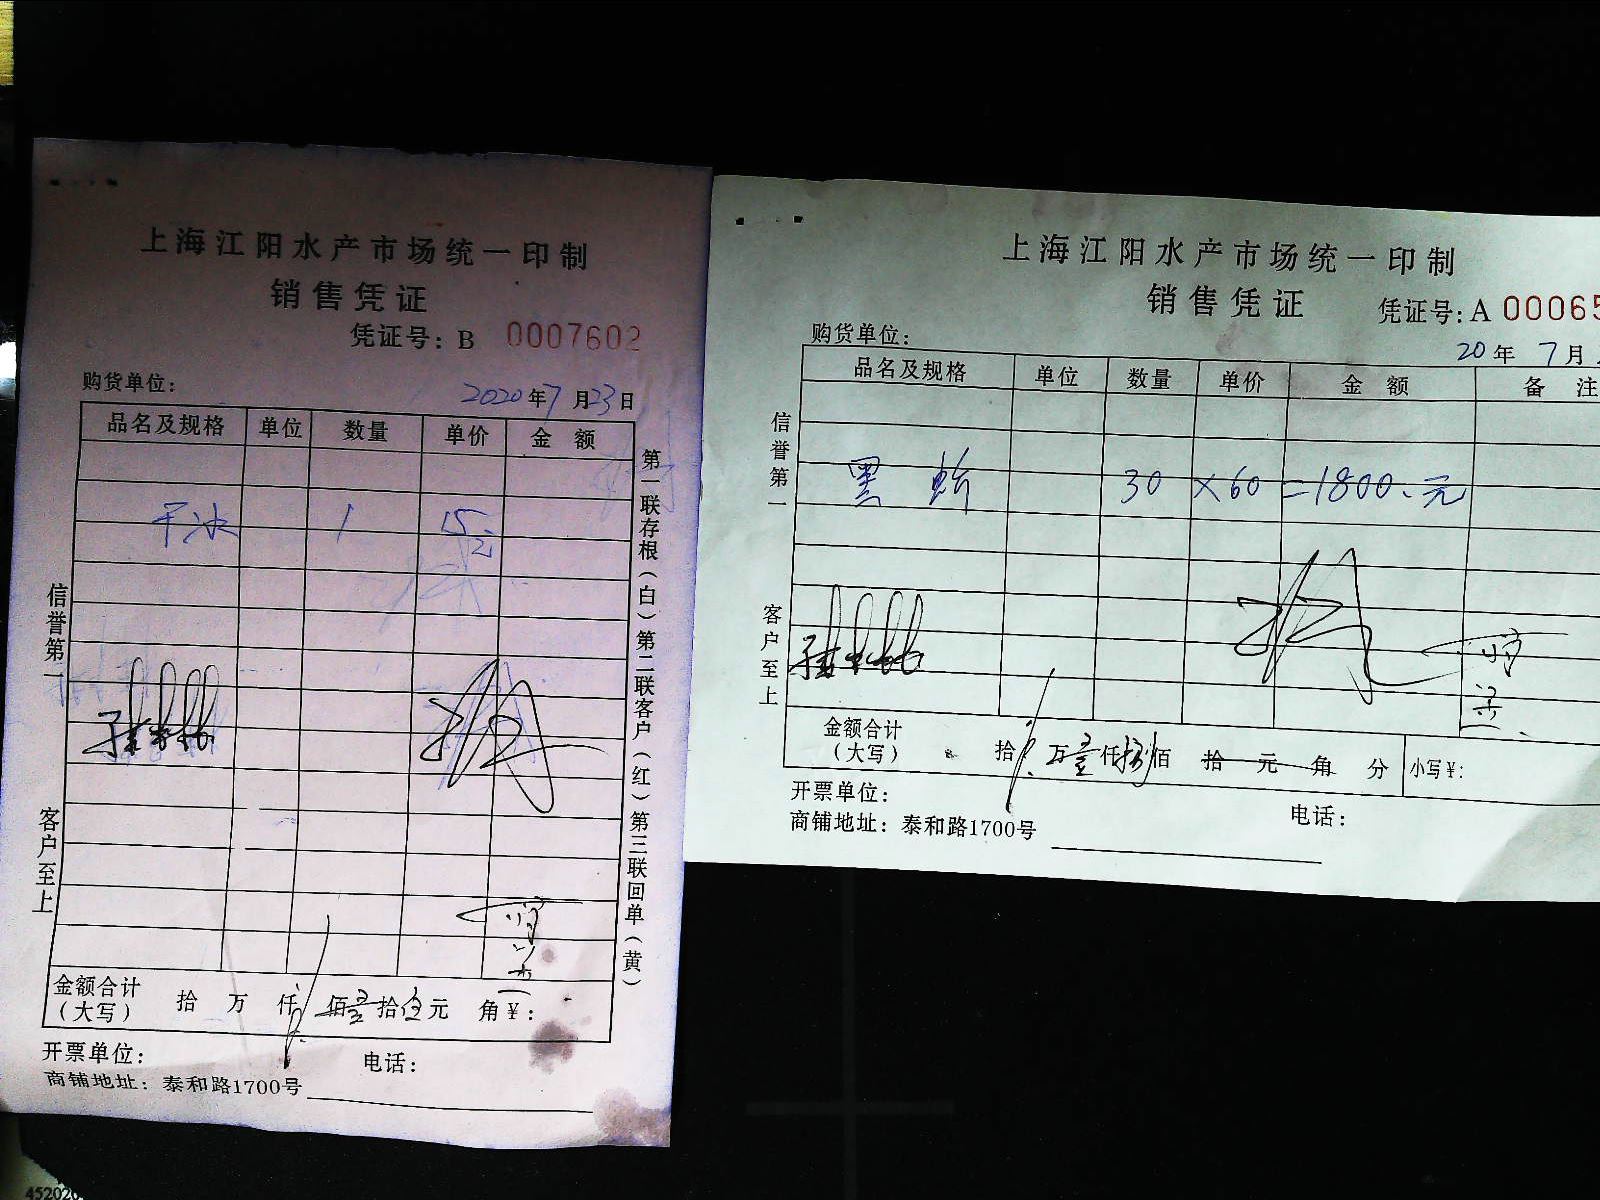 上海江阳水产市场统一印制
销售凭证
凭证号：B 0007602
购货单位：
2020年7月23日
品名及规格 单位 数量 单价 金额
干冰 1 15
信誉第一
客户至上
第一联存根（白）第二联客户（红）第三联回单（黄）
金额合计（大写） 拾 万 仟 佰壹拾伍元 角 ¥：
开票单位： 电话：
商铺地址：泰和路1700号
上海江阳水产市场统一印制
销售凭证
凭证号：A 00065
购货单位：
20年7月
品名及规格 单位 数量 单价 金额 备注
黑 30 ×60 =1800.元
信誉第一
客户至上
金额合计（大写） 拾 万壹仟捌佰 拾 元 角 分 小写¥：
开票单位： 电话：
商铺地址：泰和路1700号
452020